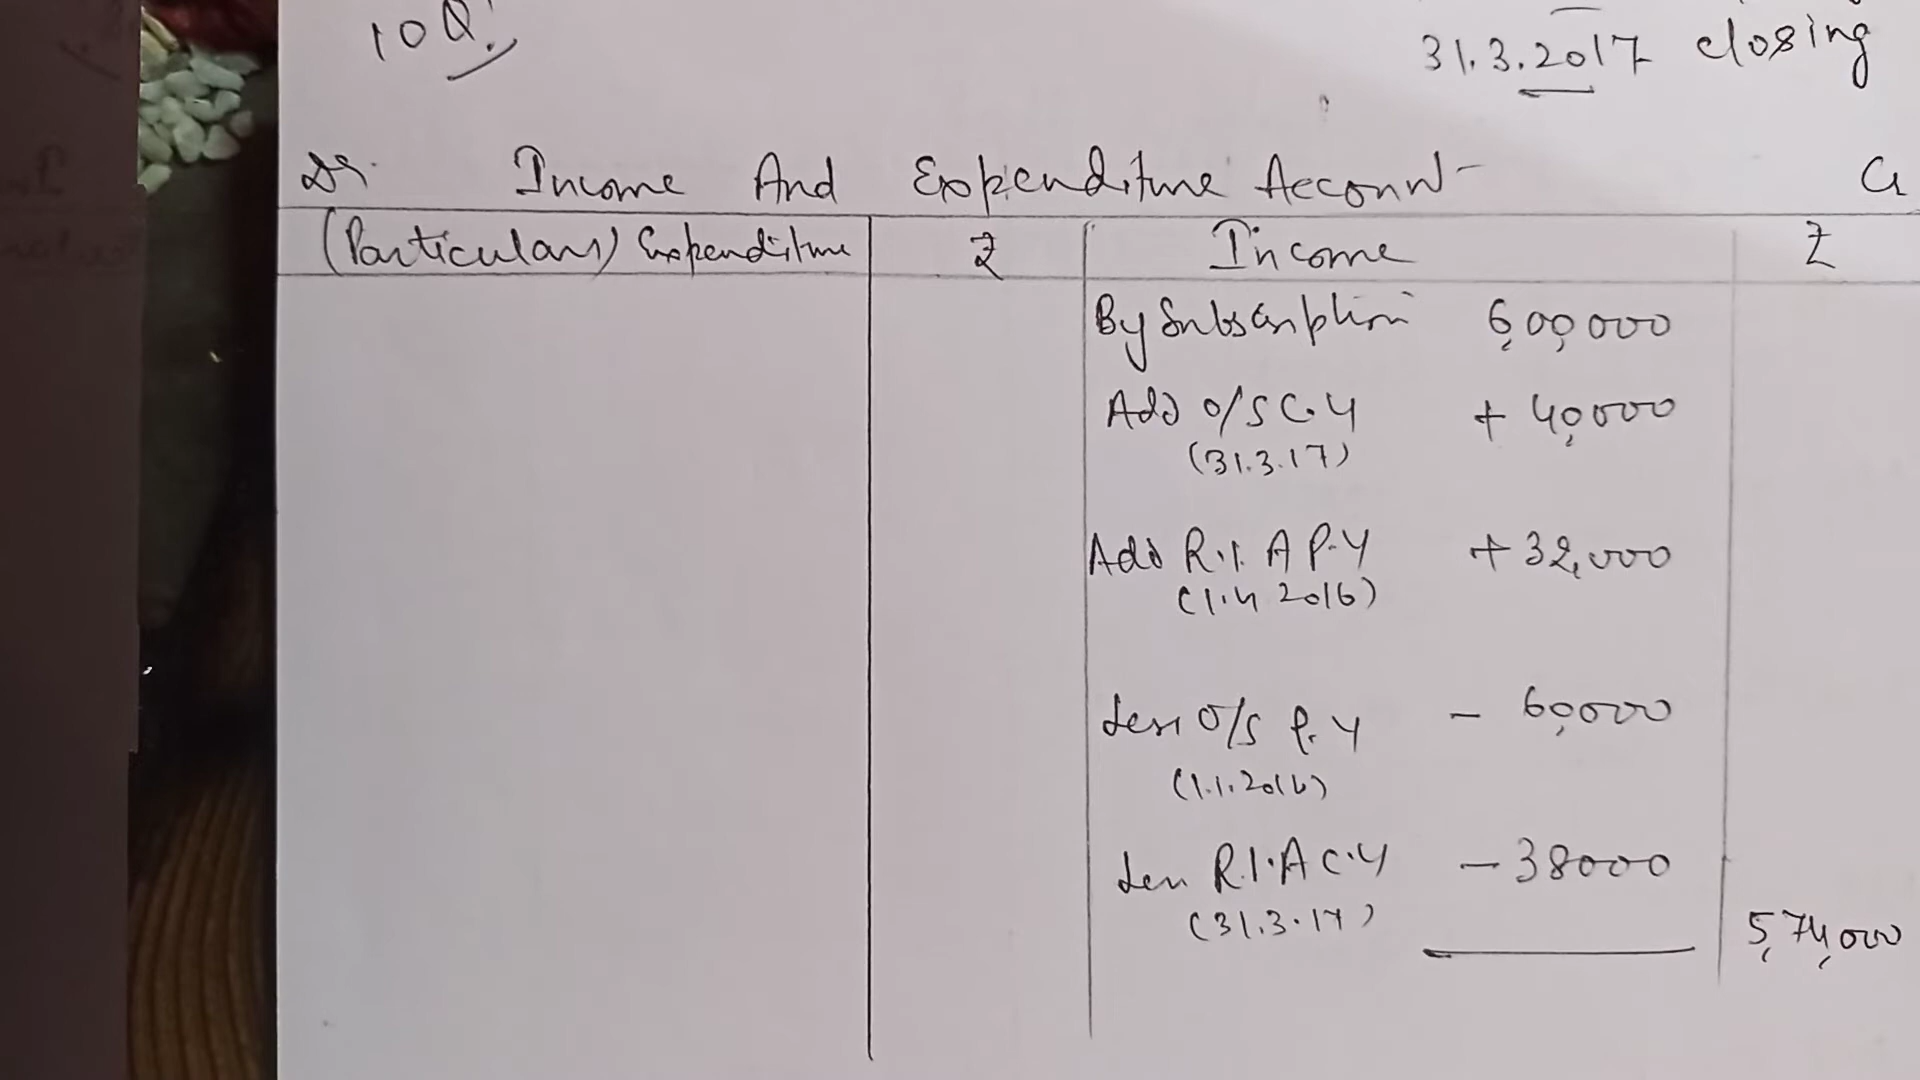 10 Q.
31.3.2017 closing
Dr. Income And Expenditure Account Cr
(Particulars) Expenditure ₹ Income ₹
By Subscription 6,00,000
Add O/S C.Y + 40,000
(31.3.17)
Add R.I.A P.Y + 32,000
(1.4.2016)
Less O/S P.Y - 60,000
(1.1.2016)
Less R.I.A C.Y - 38000
(31.3.17)
5,74,000